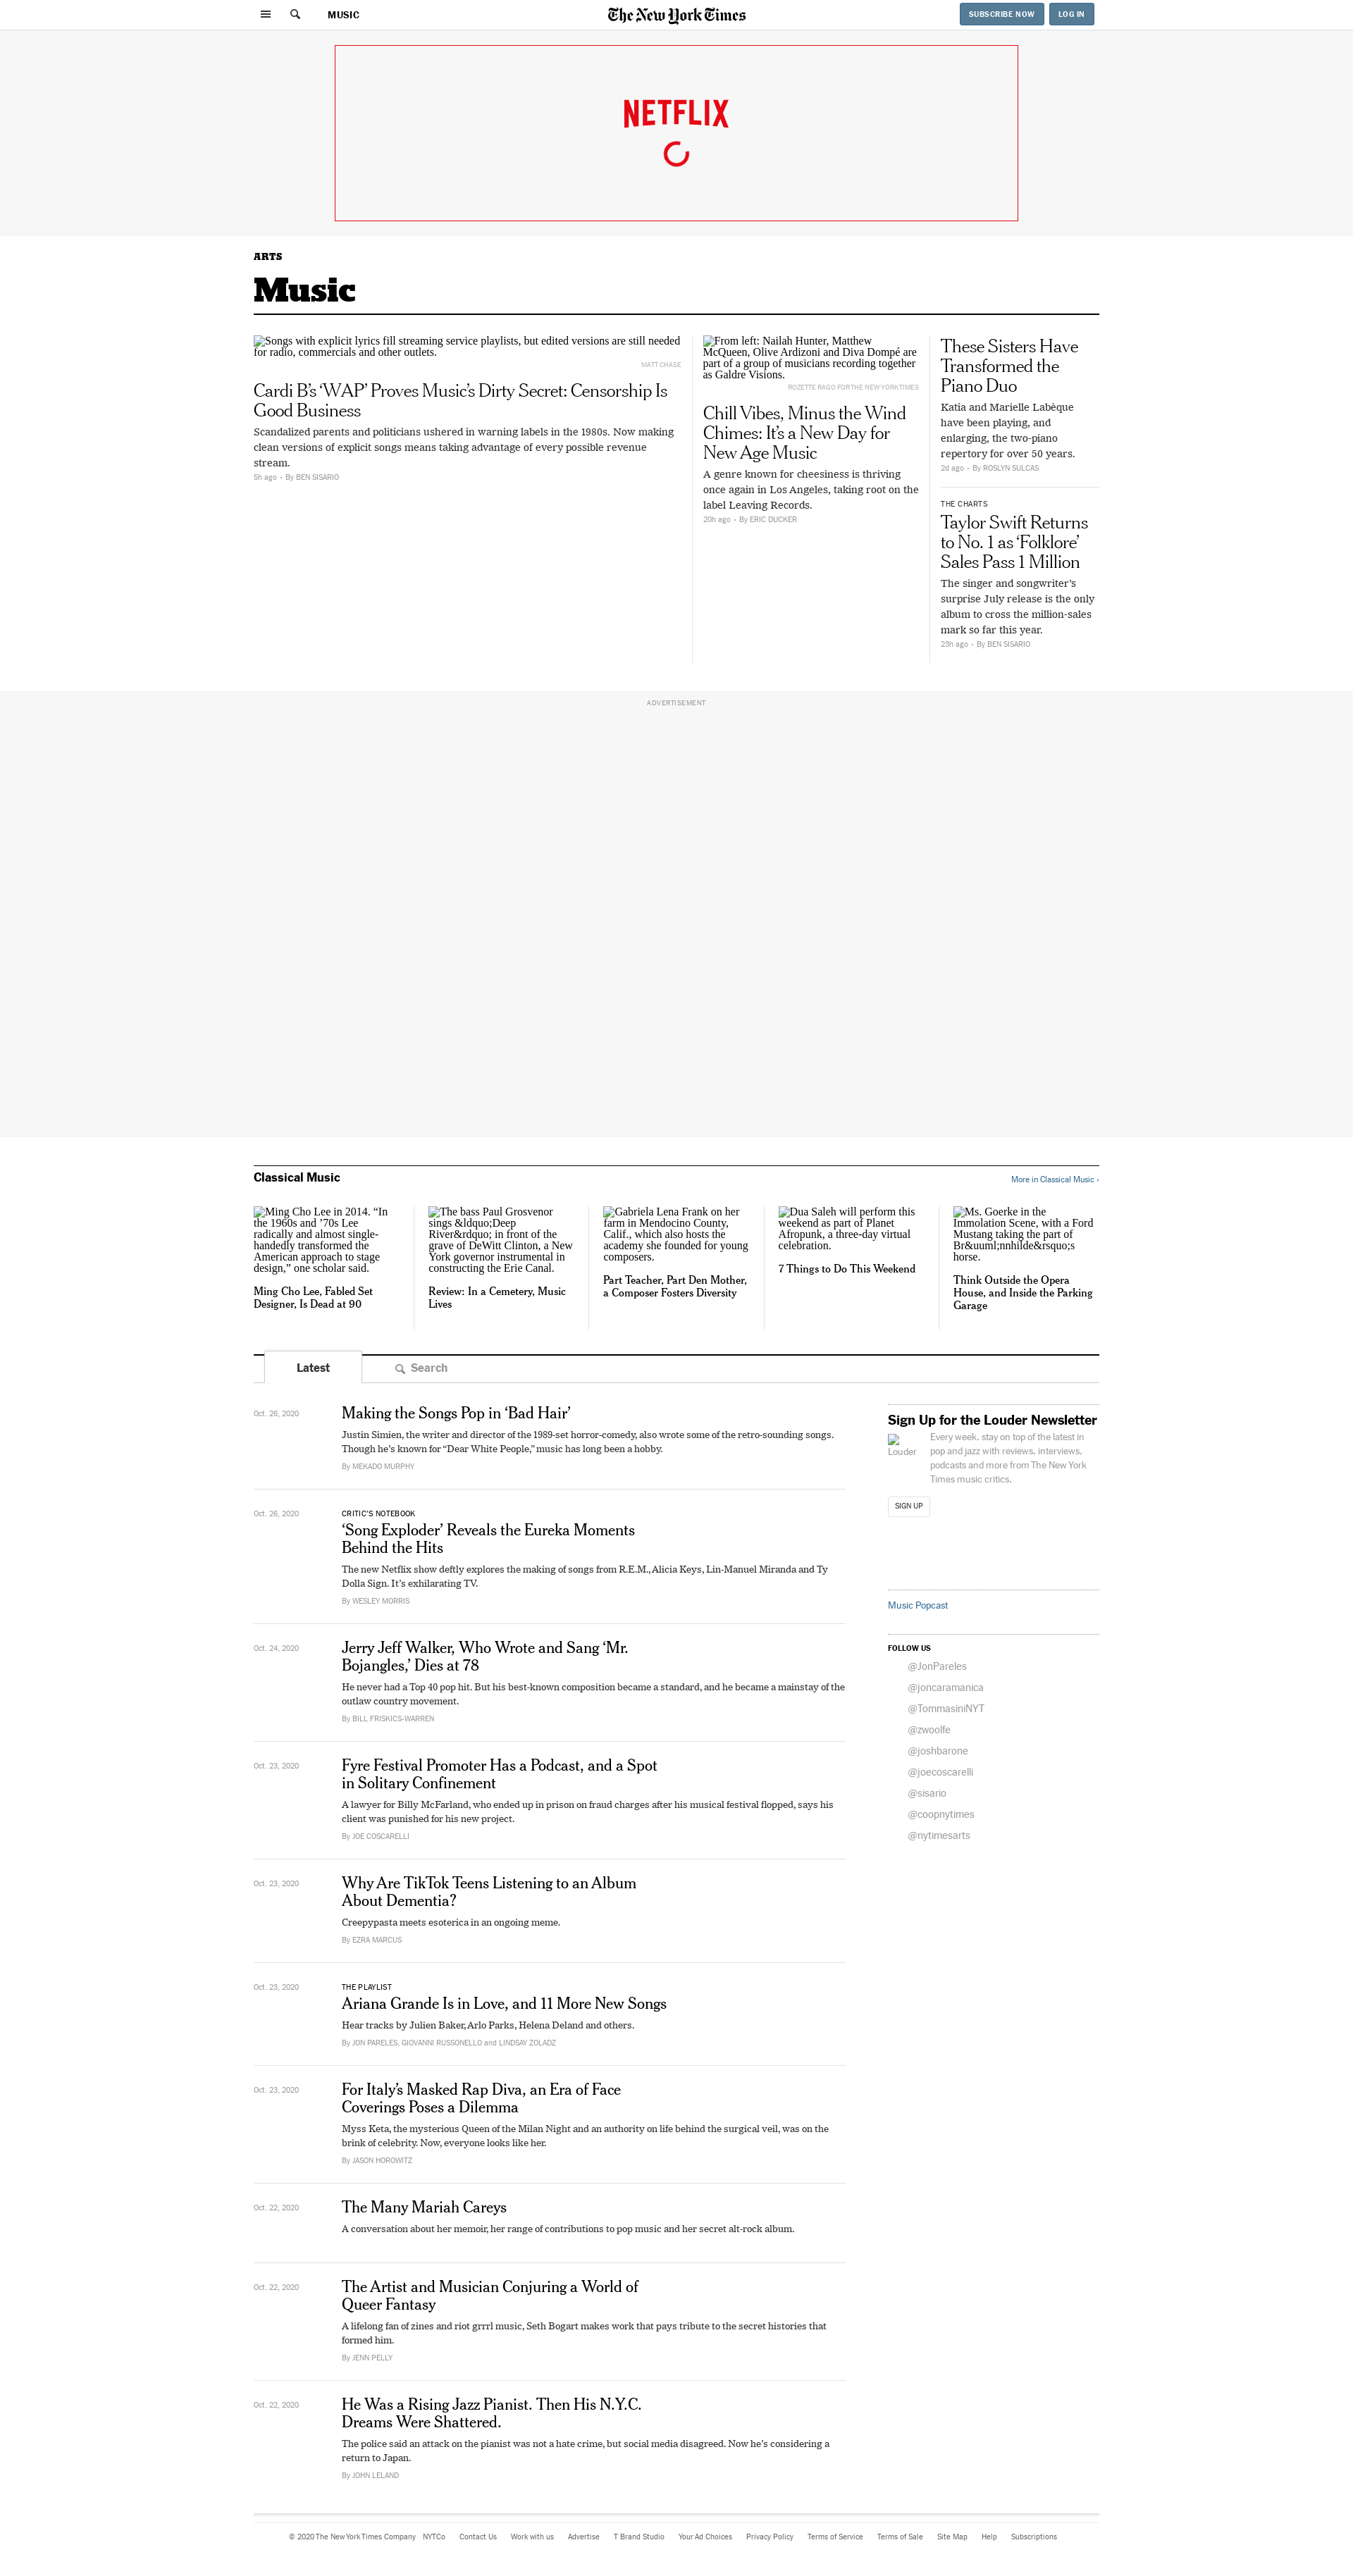 MUSIC
The New York Times
SUBSCRIBE NOW
LOG IN
NETFLIX
ARTS
Music
Songs with explicit lyrics fill streaming service playlists, but edited versions are still needed
for radio, commercials and other outlets.
MATT CHASE
Cardi B’s ‘WAP’ Proves Music’s Dirty Secret: Censorship Is
Good Business
Scandalized parents and politicians ushered in warning labels in the 1980s. Now making
clean versions of explicit songs means taking advantage of every possible revenue
stream.
5h ago • By BEN SISARIO
From left: Nailah Hunter, Matthew
McQueen, Olive Ardizoni and Diva Dompé are
part of a group of musicians recording together
as Galdre Visions.
ROZETTE RAGO FOR THE NEW YORK TIMES
Chill Vibes, Minus the Wind
Chimes: It’s a New Day for
New Age Music
A genre known for cheesiness is thriving
once again in Los Angeles, taking root on the
label Leaving Records.
20h ago • By ERIC DUCKER
These Sisters Have
Transformed the
Piano Duo
Katia and Marielle Labèque
have been playing, and
enlarging, the two-piano
repertory for over 50 years.
2d ago • By ROSLYN SULCAS
THE CHARTS
Taylor Swift Returns
to No. 1 as ‘Folklore’
Sales Pass 1 Million
The singer and songwriter’s
surprise July release is the only
album to cross the million-sales
mark so far this year.
23h ago • By BEN SISARIO
ADVERTISEMENT
Classical Music
More in Classical Music ›
Ming Cho Lee in 2014. “In
the 1960s and ’70s Lee
radically and almost single-
handedly transformed the
American approach to stage
design,” one scholar said.
Ming Cho Lee, Fabled Set
Designer, Is Dead at 90
The bass Paul Grosvenor
sings &ldquo;Deep
River&rdquo; in front of the
grave of DeWitt Clinton, a New
York governor instrumental in
constructing the Erie Canal.
Review: In a Cemetery, Music
Lives
Gabriela Lena Frank on her
farm in Mendocino County,
Calif., which also hosts the
academy she founded for young
composers.
Part Teacher, Part Den Mother,
a Composer Fosters Diversity
Dua Saleh will perform this
weekend as part of Planet
Afropunk, a three-day virtual
celebration.
7 Things to Do This Weekend
Ms. Goerke in the
Immolation Scene, with a Ford
Mustang taking the part of
Br&uuml;nnhilde&rsquo;s
horse.
Think Outside the Opera
House, and Inside the Parking
Garage
Latest
Search
Oct. 26, 2020
Making the Songs Pop in ‘Bad Hair’
Justin Simien, the writer and director of the 1989-set horror-comedy, also wrote some of the retro-sounding songs.
Though he’s known for “Dear White People,” music has long been a hobby.
By MEKADO MURPHY
Oct. 26, 2020
CRITIC’S NOTEBOOK
‘Song Exploder’ Reveals the Eureka Moments
Behind the Hits
The new Netflix show deftly explores the making of songs from R.E.M., Alicia Keys, Lin-Manuel Miranda and Ty
Dolla Sign. It’s exhilarating TV.
By WESLEY MORRIS
Oct. 24, 2020
Jerry Jeff Walker, Who Wrote and Sang ‘Mr.
Bojangles,’ Dies at 78
He never had a Top 40 pop hit. But his best-known composition became a standard, and he became a mainstay of the
outlaw country movement.
By BILL FRISKICS-WARREN
Oct. 23, 2020
Fyre Festival Promoter Has a Podcast, and a Spot
in Solitary Confinement
A lawyer for Billy McFarland, who ended up in prison on fraud charges after his musical festival flopped, says his
client was punished for his new project.
By JOE COSCARELLI
Oct. 23, 2020
Why Are TikTok Teens Listening to an Album
About Dementia?
Creepypasta meets esoterica in an ongoing meme.
By EZRA MARCUS
Oct. 23, 2020
THE PLAYLIST
Ariana Grande Is in Love, and 11 More New Songs
Hear tracks by Julien Baker, Arlo Parks, Helena Deland and others.
By JON PARELES, GIOVANNI RUSSONELLO and LINDSAY ZOLADZ
Oct. 23, 2020
For Italy’s Masked Rap Diva, an Era of Face
Coverings Poses a Dilemma
Myss Keta, the mysterious Queen of the Milan Night and an authority on life behind the surgical veil, was on the
brink of celebrity. Now, everyone looks like her.
By JASON HOROWITZ
Oct. 22, 2020
The Many Mariah Careys
A conversation about her memoir, her range of contributions to pop music and her secret alt-rock album.
Oct. 22, 2020
The Artist and Musician Conjuring a World of
Queer Fantasy
A lifelong fan of zines and riot grrrl music, Seth Bogart makes work that pays tribute to the secret histories that
formed him.
By JENN PELLY
Oct. 22, 2020
He Was a Rising Jazz Pianist. Then His N.Y.C.
Dreams Were Shattered.
The police said an attack on the pianist was not a hate crime, but social media disagreed. Now he’s considering a
return to Japan.
By JOHN LELAND
Sign Up for the Louder Newsletter
Louder
Every week, stay on top of the latest in
pop and jazz with reviews, interviews,
podcasts and more from The New York
Times music critics.
SIGN UP
Music Popcast
FOLLOW US
@JonPareles
@joncaramanica
@TommasiniNYT
@zwoolfe
@joshbarone
@joecoscarelli
@sisario
@coopnytimes
@nytimesarts
© 2020 The New York Times Company NYTCo Contact Us Work with us Advertise T Brand Studio Your Ad Choices Privacy Policy Terms of Service Terms of Sale Site Map Help Subscriptions